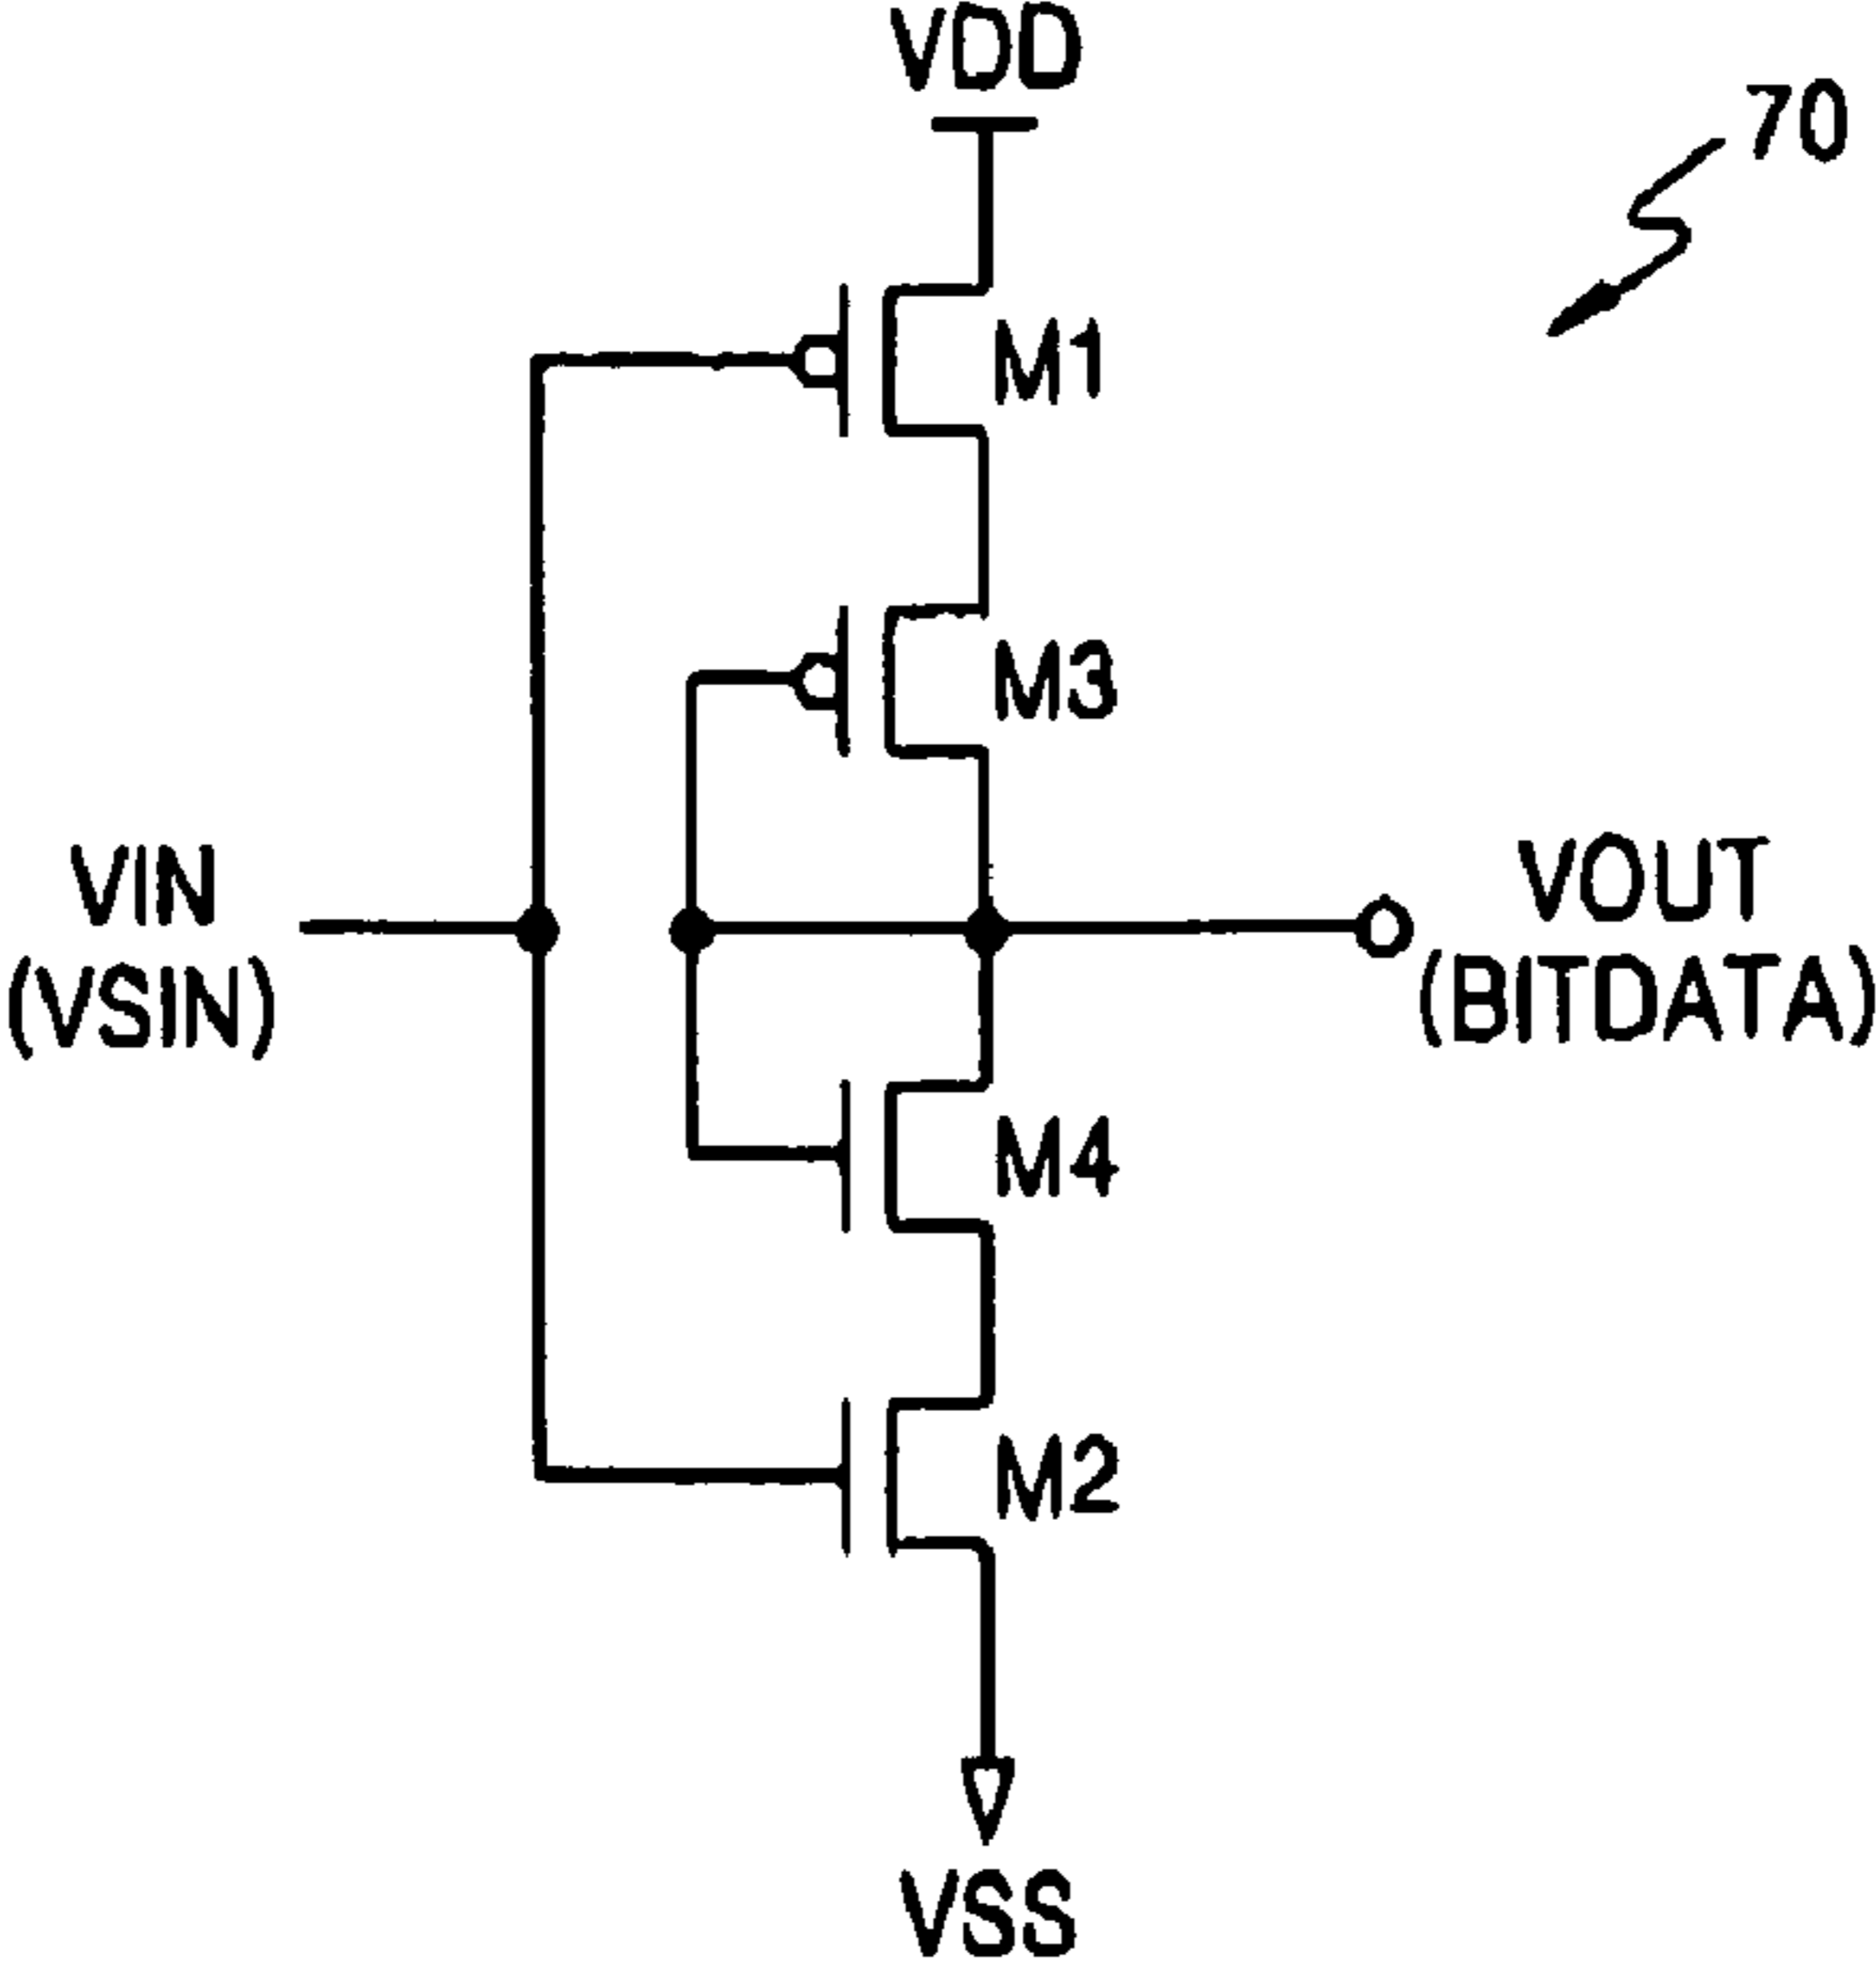 VDD
70
M1
M3
VIN
(VSIN)
VOUT
(BITDATA)
M4
M2
VSS